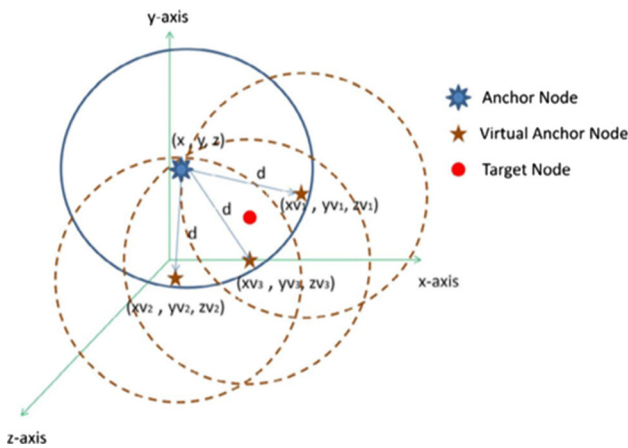 y-axis
Anchor Node
Virtual Anchor Node
Target Node
(x, y, z)
d
d
d
(xv₁ , yv₁, zv₁)
x-axis
(xv₃ , yv₃, zv₃)
(xv₂ , yv₂, zv₂)
z-axis